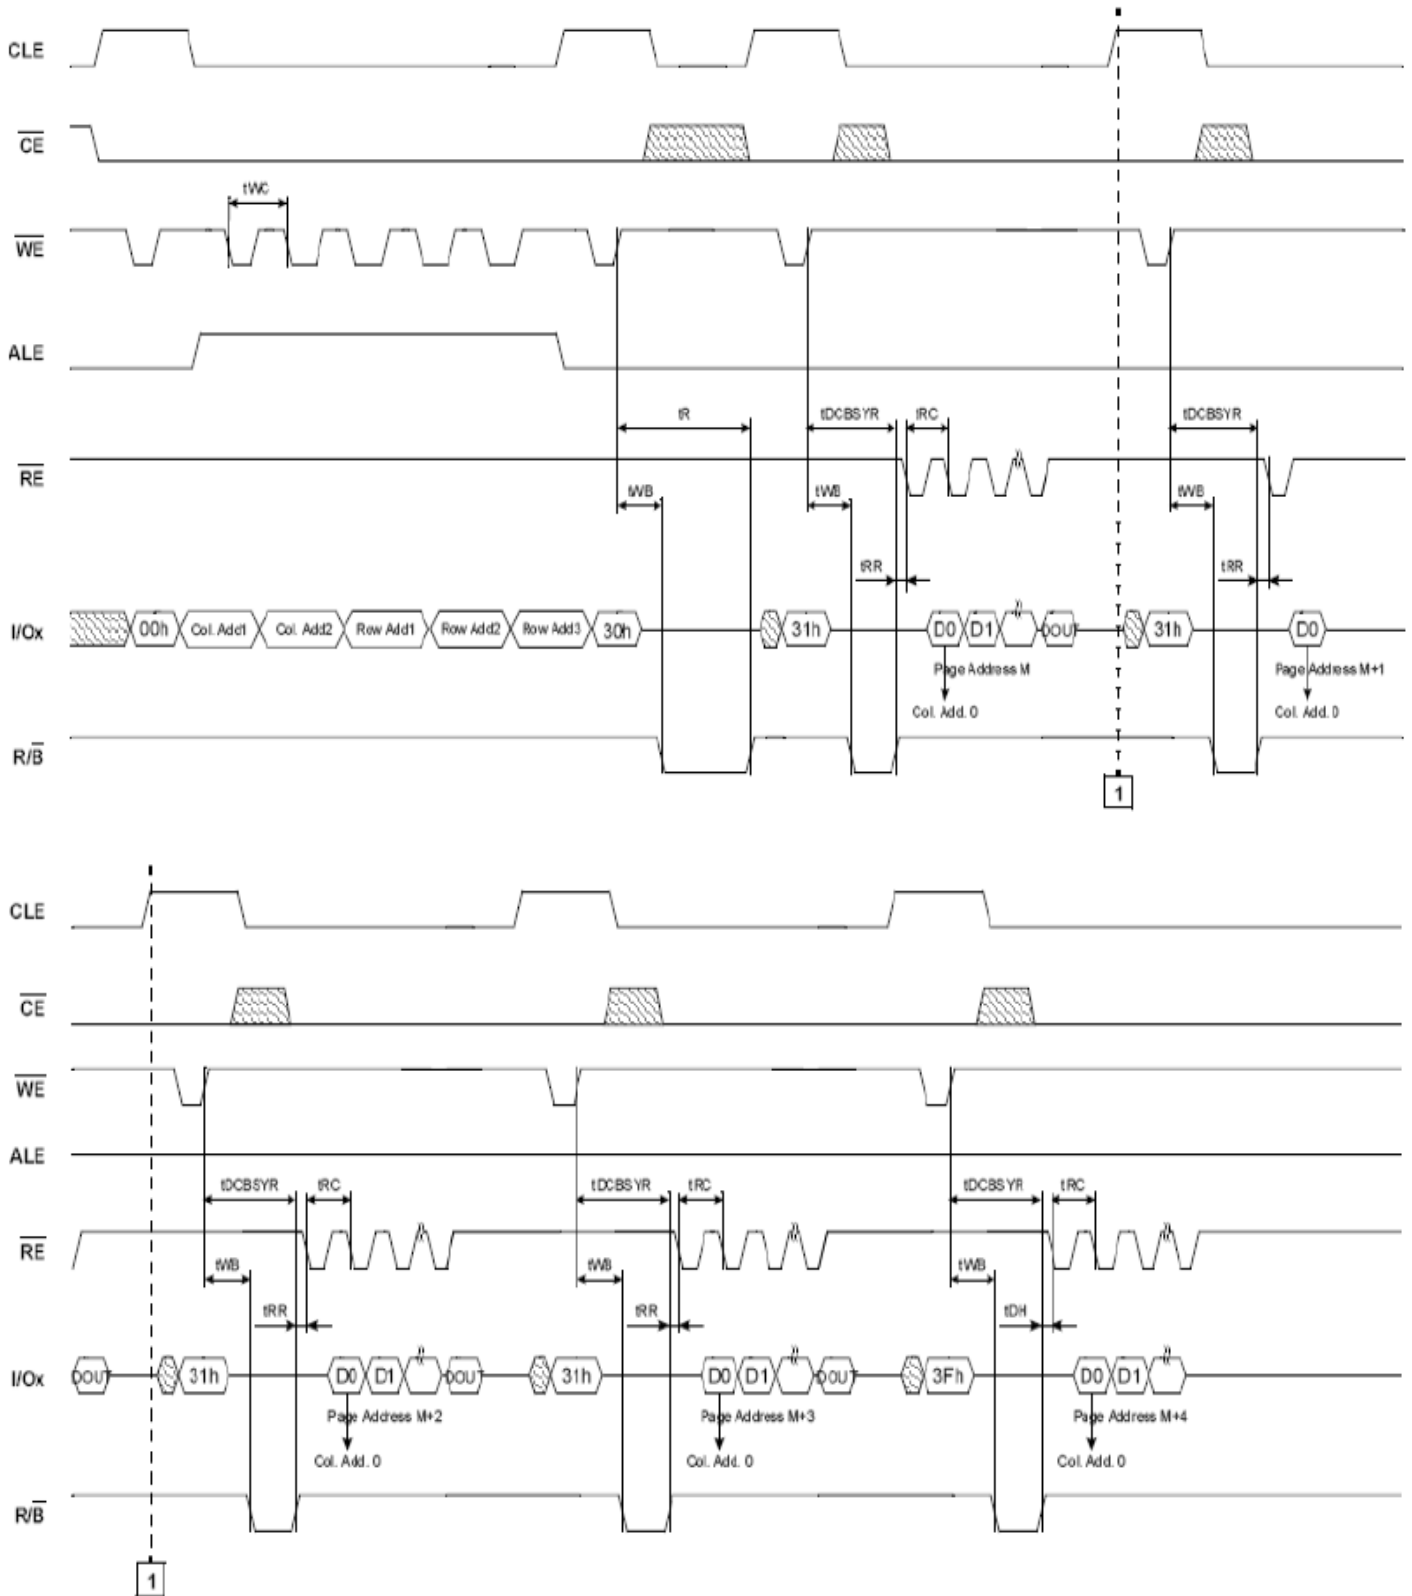 CLE
CE
tWC
WE
ALE
tR tDCBSYR tRC tDCBSYR
RE
tWB tWB tWB
tRR tRR
I/Ox 00h Col. Add1 Col. Add2 Row Add1 Row Add2 Row Add3 30h 31h D0 D1 DOUT 31h D0
Page Address M Page Address M+1
Col. Add. 0 Col. Add. 0
R/B
1
CLE
CE
WE
ALE
tDCBSYR tRC tDCBSYR tRC tDCBSYR tRC
RE
tWB tWB tWB
tRR tRR tDH
I/Ox DOUT 31h D0 D1 DOUT 31h D0 D1 DOUT 3Fh D0 D1
Page Address M+2 Page Address M+3 Page Address M+4
Col. Add. 0 Col. Add. 0 Col. Add. 0
R/B
1